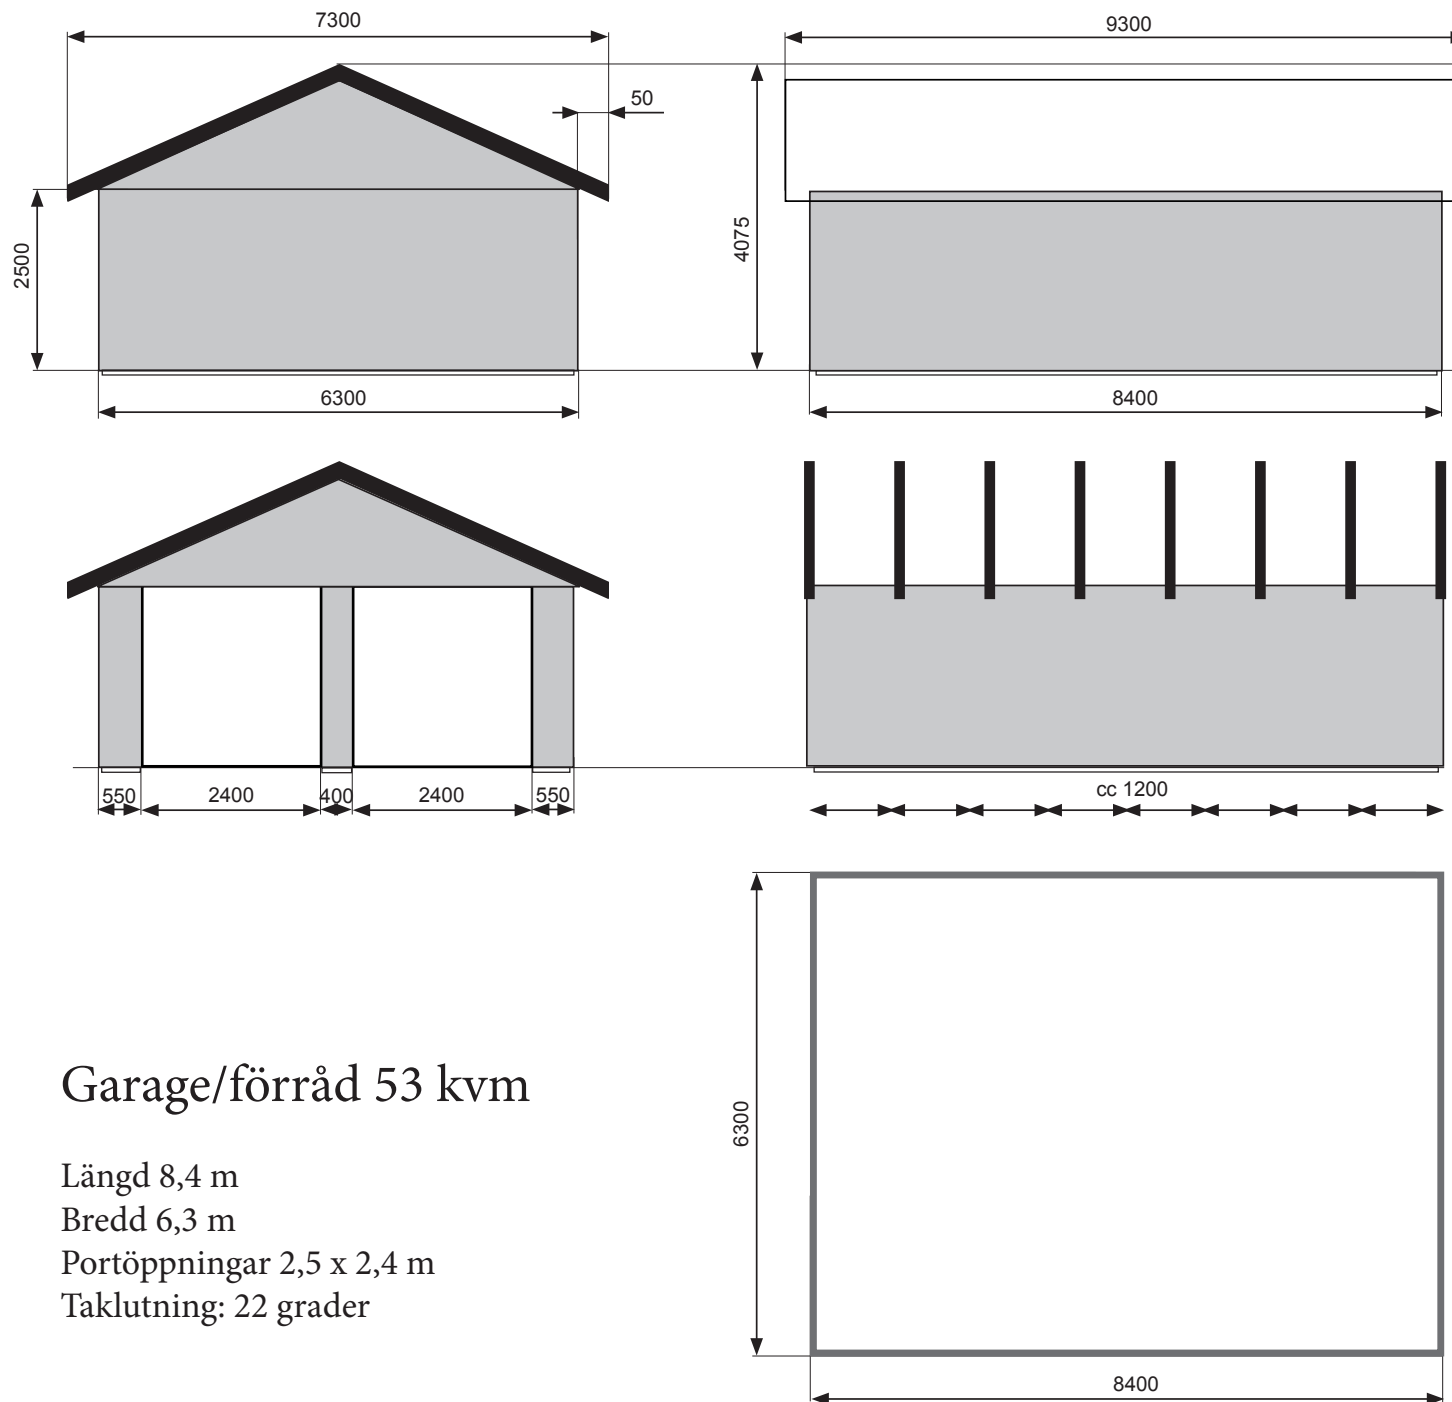 7300
9300
50
2500
4075
6300
8400
550
2400
400
2400
550
cc 1200
6300
8400
Garage/förråd 53 kvm
Längd 8,4 m
Bredd 6,3 m
Portöppningar 2,5 x 2,4 m
Taklutning: 22 grader